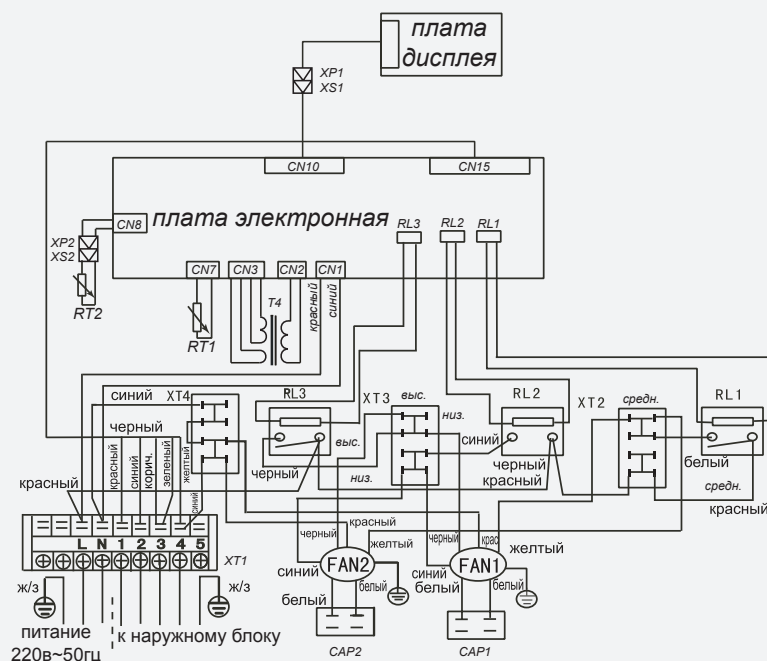 плата
дисплея
XP1
XS1
CN10
CN15
плата электронная
CN8
RL3
RL2
RL1
XP2
XS2
RT2
CN7
CN3
CN2
CN1
RT1
T4
красный
синий
синий
XT4
RL3
XT3
выс.
низ.
RL2
XT2
средн.
RL1
черный
выс.
низ.
черный
синий
черный
красный
белый
средн.
красный
красный
красный
синий
корич.
зеленый
желтый
синий
L N 1 2 3 4 5
XT1
черный
красный
желтый
черный
крас
желтый
синий
FAN2
синий
FAN1
белый
белый
белый
белый
CAP2
CAP1
ж/з
ж/з
питание
220в~50гц
к наружному блоку